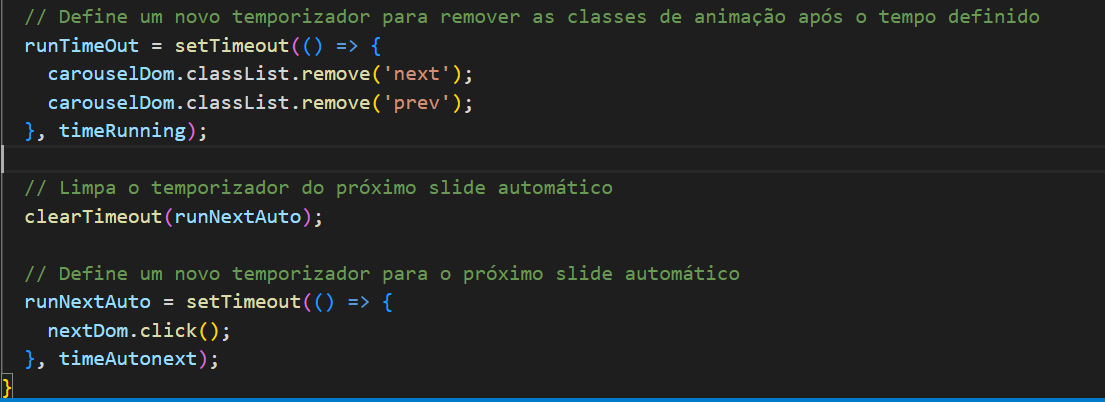 // Define um novo temporizador para remover as classes de animação após o tempo definido
runTimeOut = setTimeout(() => {
carouselDom.classList.remove('next');
carouselDom.classList.remove('prev');
}, timeRunning);
// Limpa o temporizador do próximo slide automático
clearTimeout(runNextAuto);
// Define um novo temporizador para o próximo slide automático
runNextAuto = setTimeout(() => {
nextDom.click();
}, timeAutonext);
}